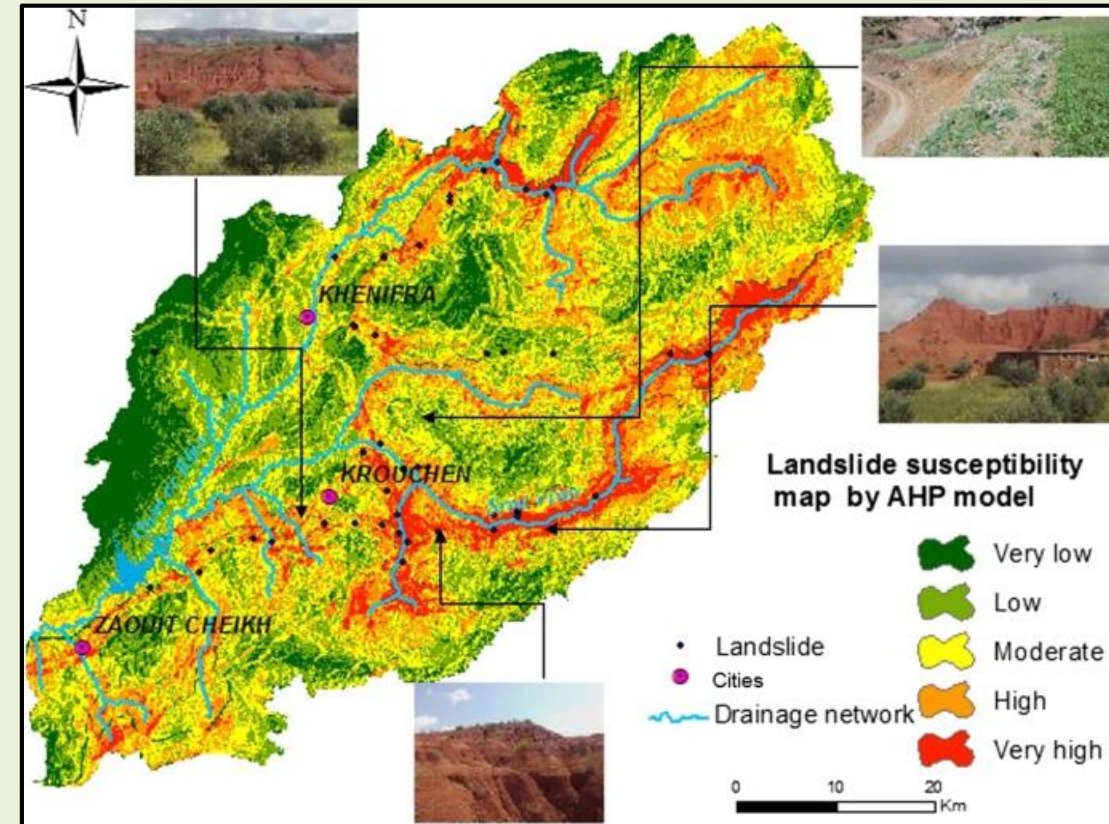 N
KHENIFRA
KROUCHEN
ZAOUIT CHEIKH
Landslide susceptibility
map by AHP model
Very low
Low
Moderate
High
Very high
Landslide
Cities
Drainage network
0 10 20
Km